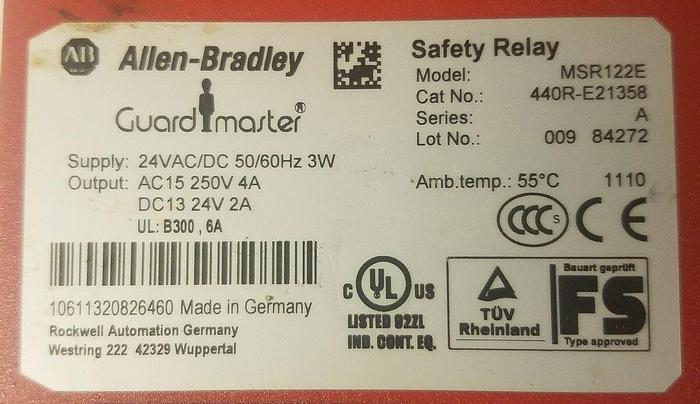 AB Allen-Bradley
Guardmaster®
Safety Relay
Model: MSR122E
Cat No.: 440R-E21358
Series: A
Lot No.: 009 84272
Supply: 24VAC/DC 50/60Hz 3W
Output: AC15 250V 4A
DC13 24V 2A
UL: B300 , 6A
Amb.temp.: 55°C 1110
CCC S CE
10611320826460 Made in Germany
Rockwell Automation Germany
Westring 222 42329 Wuppertal
C UL US
LISTED 92ZL
IND. CONT. EQ.
TÜV
Rheinland
Bauart geprüft
FS
Type approved